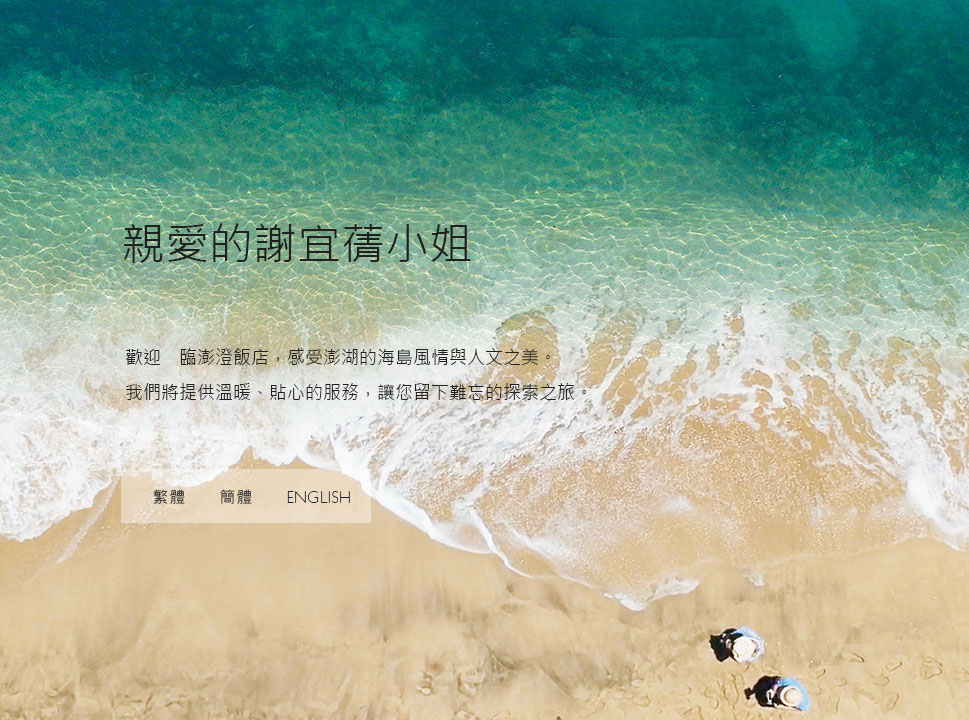 親愛的謝宜蒨小姐
歡迎　臨澎澄飯店，感受澎湖的海島風情與人文之美。
我們將提供溫暖、貼心的服務，讓您留下難忘的探索之旅。
繁體 簡體 ENGLISH